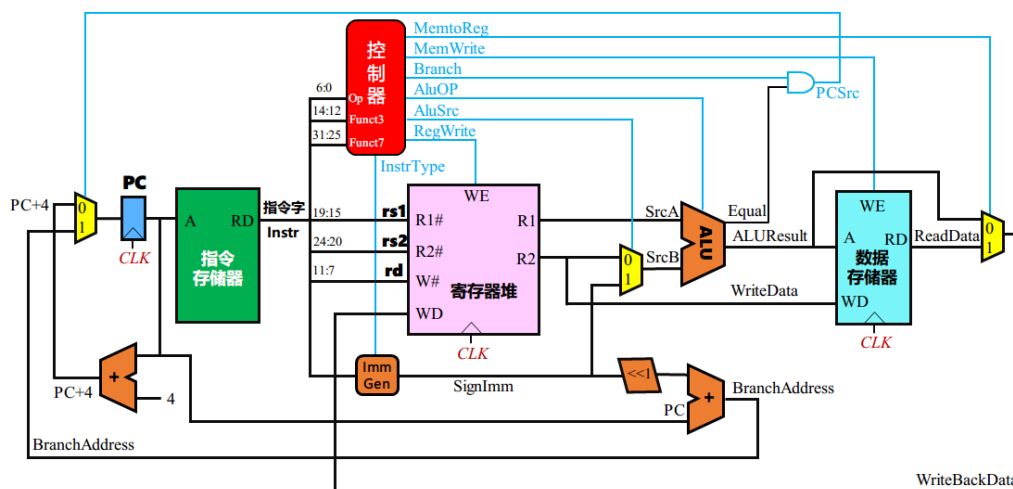 MemtoReg
MemWrite
Branch
AluOP
AluSrc
RegWrite
InstrType
PCSrc
控制器
Op
Funct3
Funct7
6:0
14:12
31:25
PC+4
0
1
PC
CLK
A
RD
指令
存储器
指令字
Instr
19:15
rs1
24:20
rs2
11:7
rd
WE
R1#
R2#
W#
WD
R1
R2
寄存器堆
CLK
SrcA
0
1
SrcB
ALU
Equal
ALUResult
WriteData
WE
A
RD
数据
存储器
WD
CLK
ReadData
0
1
Imm
Gen
SignImm
<<1
PC
+
BranchAddress
PC+4
+
4
BranchAddress
WriteBackData